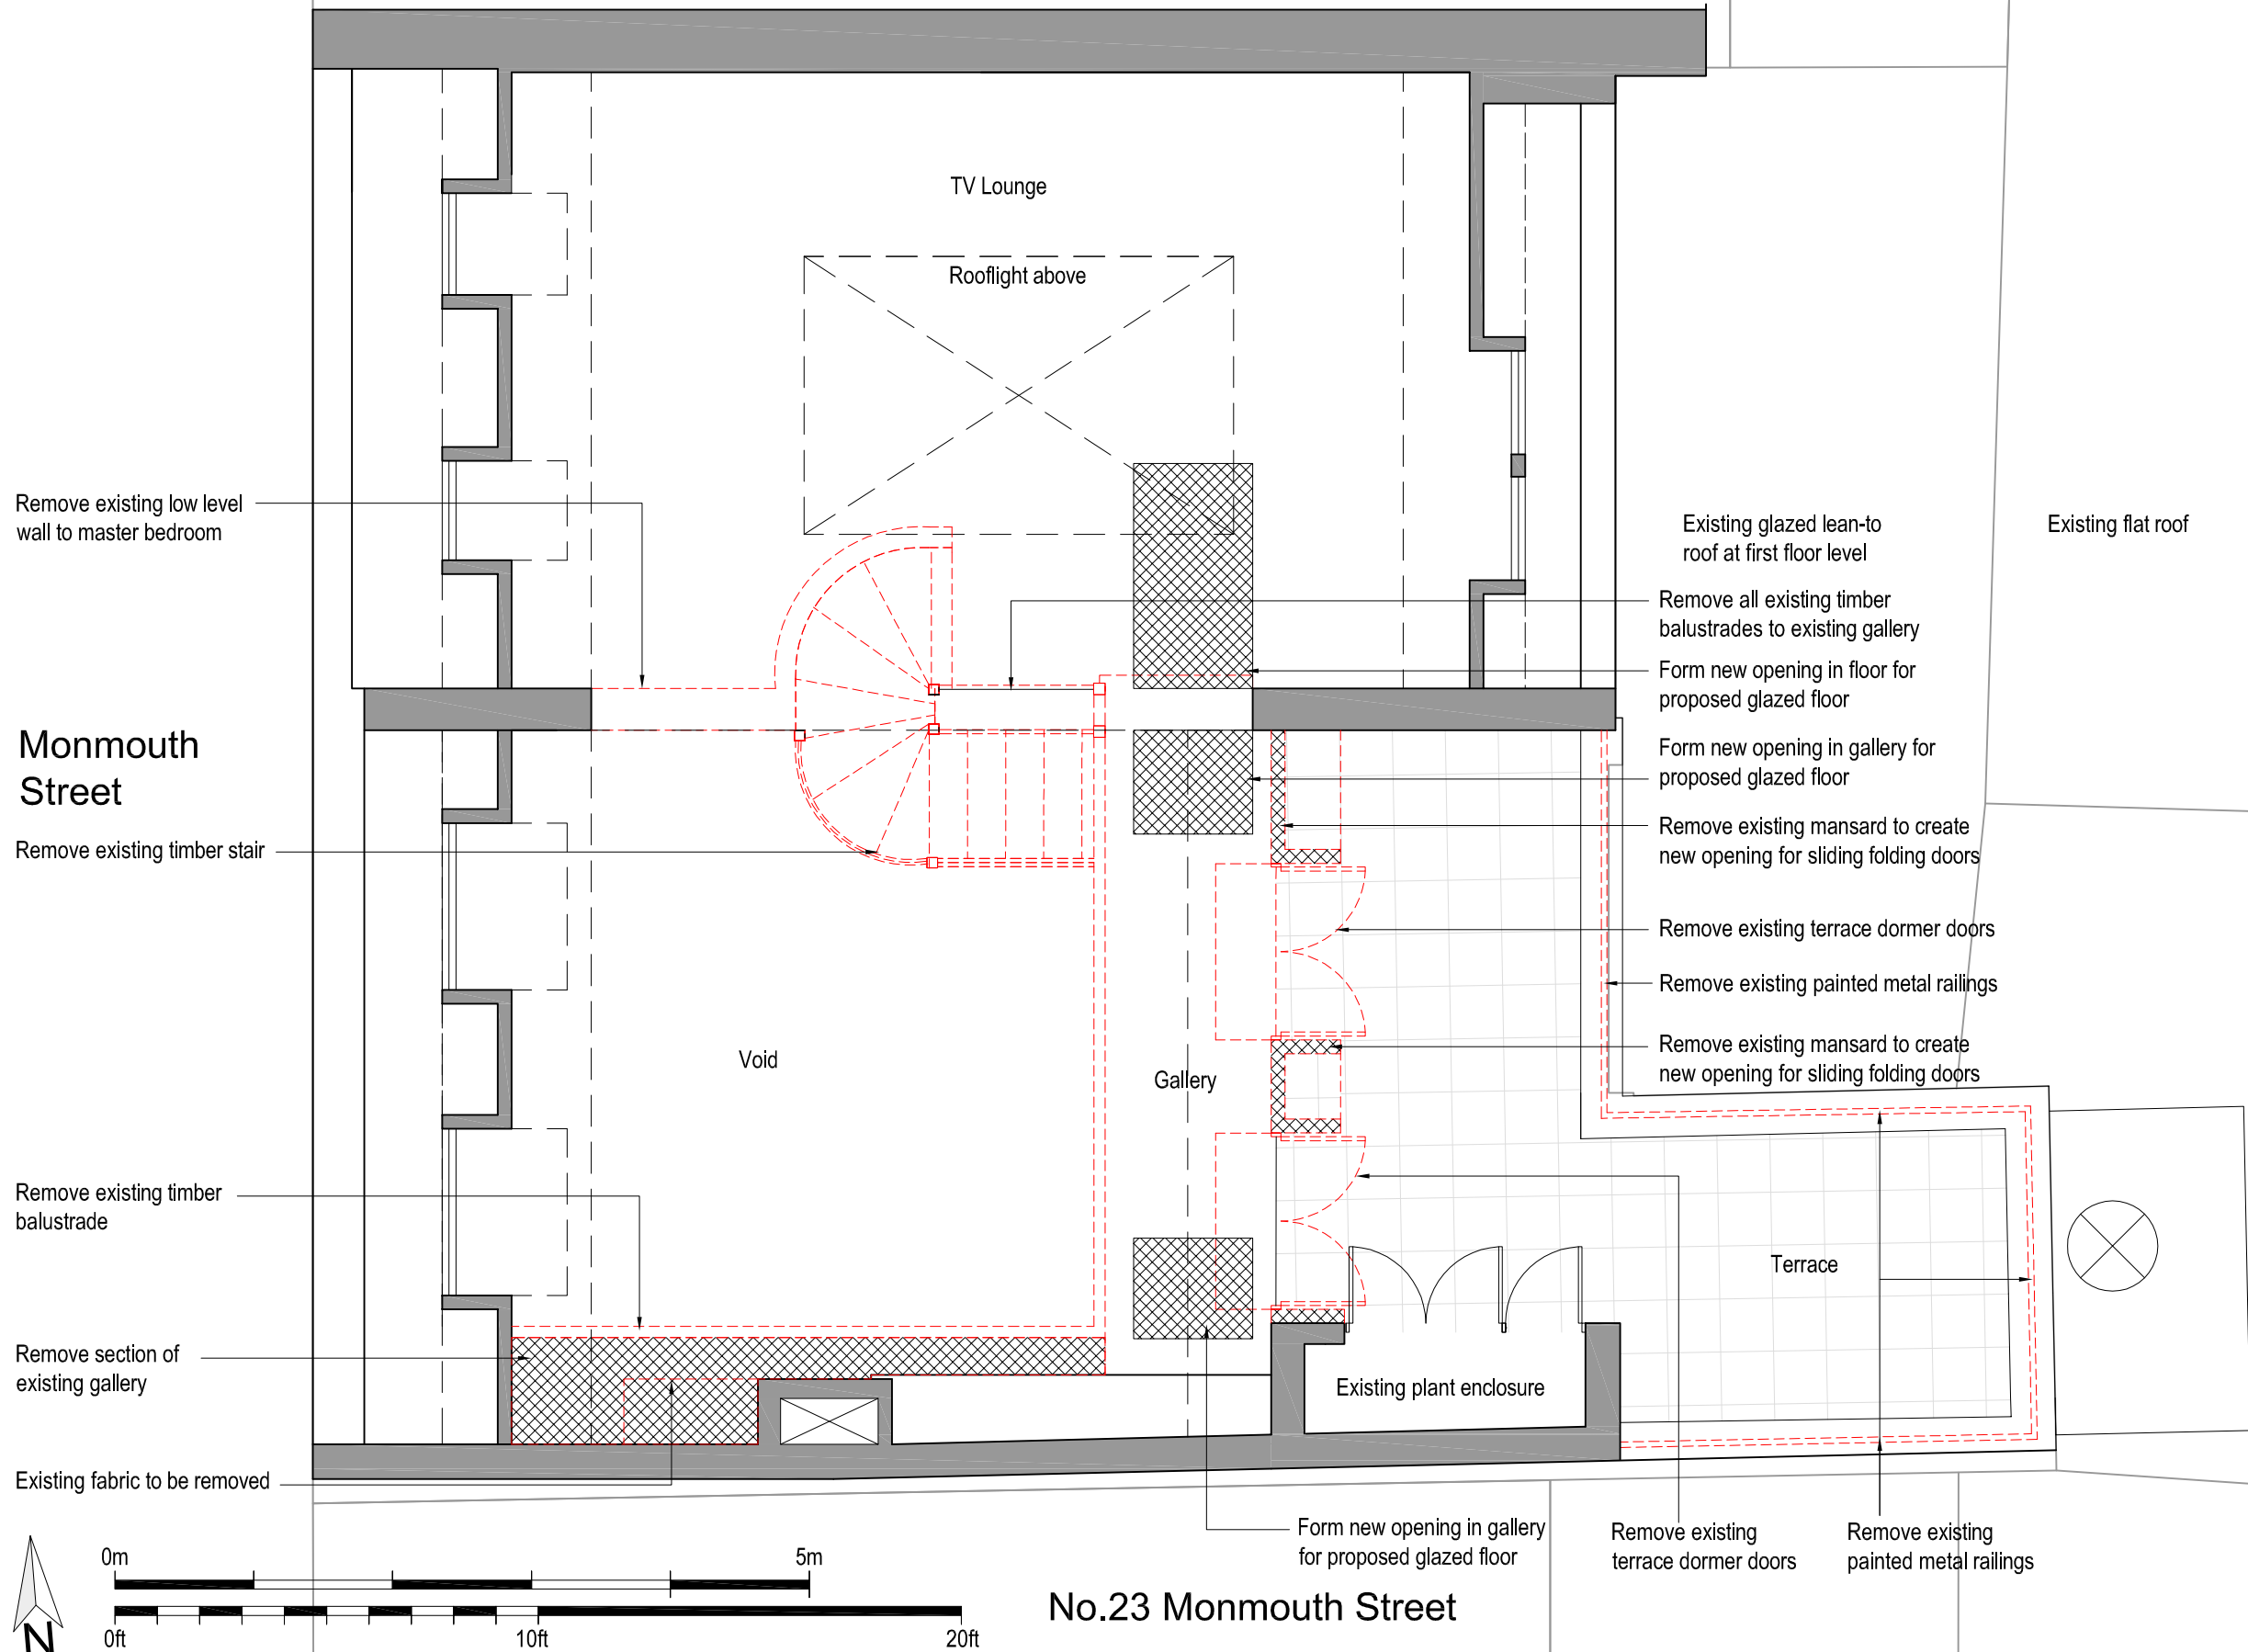 TV Lounge
Rooflight above
Remove existing low level
wall to master bedroom
Existing glazed lean-to
roof at first floor level
Existing flat roof
Remove all existing timber
balustrades to existing gallery
Form new opening in floor for
proposed glazed floor
Monmouth
Street
Form new opening in gallery for
proposed glazed floor
Remove existing mansard to create
new opening for sliding folding doors
Remove existing timber stair
Remove existing terrace dormer doors
Remove existing painted metal railings
Void
Gallery
Remove existing mansard to create
new opening for sliding folding doors
Remove existing timber
balustrade
Terrace
Remove section of
existing gallery
Existing plant enclosure
Existing fabric to be removed
Form new opening in gallery
for proposed glazed floor
Remove existing
terrace dormer doors
Remove existing
painted metal railings
0m 5m
No.23 Monmouth Street
N
0ft 10ft 20ft